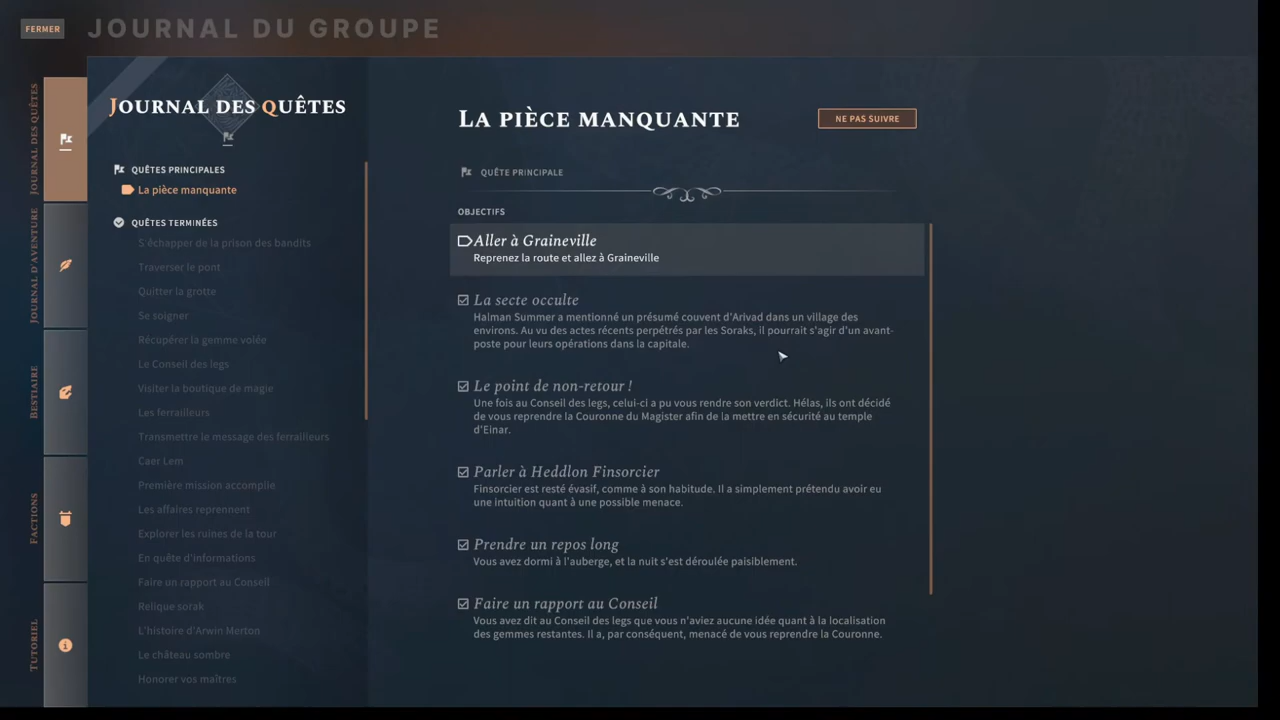 FERMER
JOURNAL DU GROUPE
JOURNAL DES QUÊTES
JOURNAL D'AVENTURE
BESTIAIRE
FACTIONS
TUTORIEL
JOURNAL DES QUÊTES
QUÊTES PRINCIPALES
La pièce manquante
QUÊTES TERMINÉES
S'échapper de la prison des bandits
Traverser le pont
Quitter la grotte
Se soigner
Récupérer la gemme volée
Le Conseil des legs
Visiter la boutique de magie
Les ferrailleurs
Transmettre le message des ferrailleurs
Caer Lem
Première mission accomplie
Les affaires reprennent
Explorer les ruines de la tour
En quête d'informations
Faire un rapport au Conseil
Relique sorak
L'histoire d'Arwin Merton
Le château sombre
Honorer vos maîtres
LA PIÈCE MANQUANTE
NE PAS SUIVRE
QUÊTE PRINCIPALE
OBJECTIFS
Aller à Graineville
Reprenez la route et allez à Graineville
La secte occulte
Halman Summer a mentionné un présumé couvent d'Arivad dans un village des
environs. Au vu des actes récents perpétrés par les Soraks, il pourrait s'agir d'un avant-
poste pour leurs opérations dans la capitale.
Le point de non-retour !
Une fois au Conseil des legs, celui-ci a pu vous rendre son verdict. Hélas, ils ont décidé
de vous reprendre la Couronne du Magister afin de la mettre en sécurité au temple
d'Einar.
Parler à Heddlon Finsorcier
Finsorcier est resté évasif, comme à son habitude. Il a simplement prétendu avoir eu
une intuition quant à une possible menace.
Prendre un repos long
Vous avez dormi à l'auberge, et la nuit s'est déroulée paisiblement.
Faire un rapport au Conseil
Vous avez dit au Conseil des legs que vous n'aviez aucune idée quant à la localisation
des gemmes restantes. Il a, par conséquent, menacé de vous reprendre la Couronne.